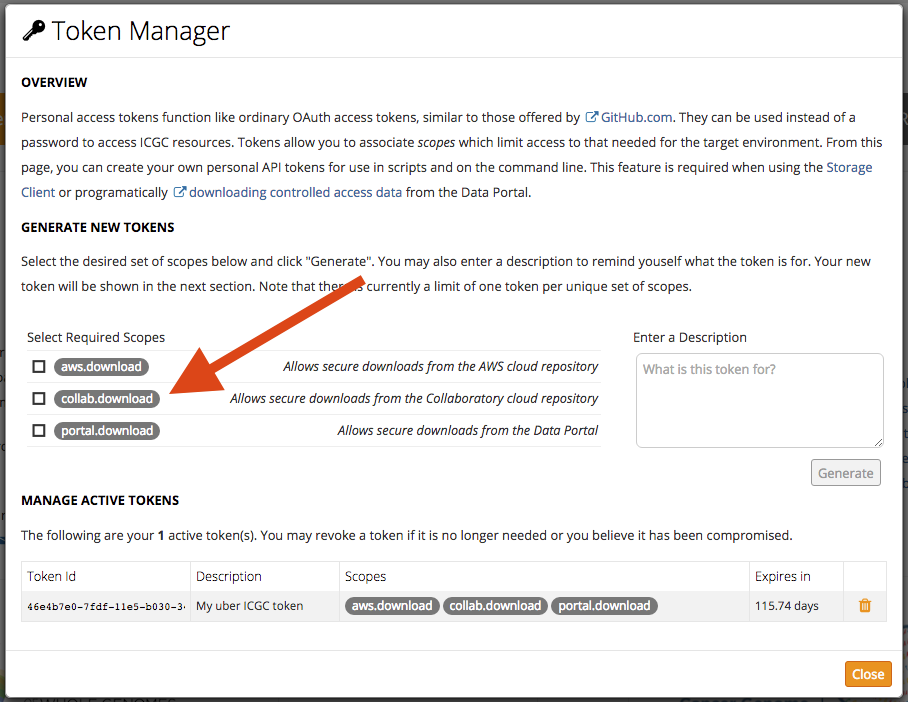 Token Manager
OVERVIEW
Personal access tokens function like ordinary OAuth access tokens, similar to those offered by GitHub.com. They can be used instead of a
password to access ICGC resources. Tokens allow you to associate scopes which limit access to that needed for the target environment. From this
page, you can create your own personal API tokens for use in scripts and on the command line. This feature is required when using the Storage
Client or programatically downloading controlled access data from the Data Portal.
GENERATE NEW TOKENS
Select the desired set of scopes below and click "Generate". You may also enter a description to remind youself what the token is for. Your new
token will be shown in the next section. Note that there is currently a limit of one token per unique set of scopes.
Select Required Scopes
Enter a Description
aws.download Allows secure downloads from the AWS cloud repository
What is this token for?
collab.download Allows secure downloads from the Collaboratory cloud repository
portal.download Allows secure downloads from the Data Portal
Generate
MANAGE ACTIVE TOKENS
The following are your 1 active token(s). You may revoke a token if it is no longer needed or you believe it has been compromised.
Token Id Description Scopes Expires in
46e4b7e0-7fdf-11e5-b030-3 My uber ICGC token aws.download collab.download portal.download 115.74 days
Close